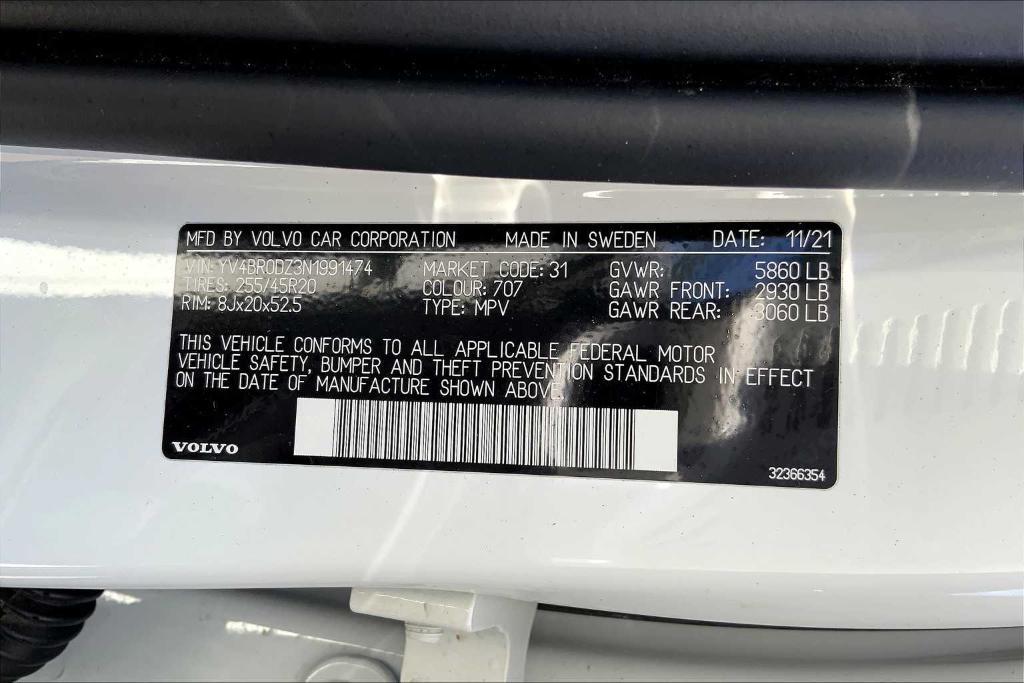 MFD BY VOLVO CAR CORPORATION MADE IN SWEDEN DATE: 11/21
VIN: YV4BR0DZ3N1991474 MARKET CODE: 31 GVWR: 5860 LB
TIRES: 255/45R20 COLOUR: 707 GAWR FRONT: 2930 LB
RIM: 8Jx20x52.5 TYPE: MPV GAWR REAR: 3060 LB
THIS VEHICLE CONFORMS TO ALL APPLICABLE FEDERAL MOTOR
VEHICLE SAFETY, BUMPER AND THEFT PREVENTION STANDARDS IN EFFECT
ON THE DATE OF MANUFACTURE SHOWN ABOVE.
VOLVO
32366354